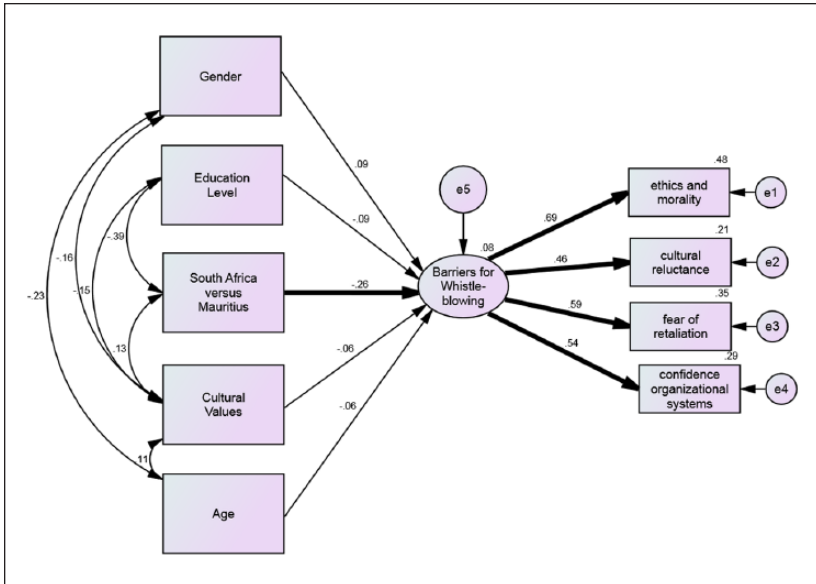 Gender
Education
Level
South Africa
versus
Mauritius
Cultural
Values
Age
-.23
-.16
-.15
-.39
.13
.11
.09
-.09
-.26
-.06
-.06
e5
.08
Barriers for
Whistle-
blowing
.69
.46
.59
.54
.48
ethics and
morality
e1
.21
cultural
reluctance
e2
.35
fear of
retaliation
e3
.29
confidence
organizational
systems
e4